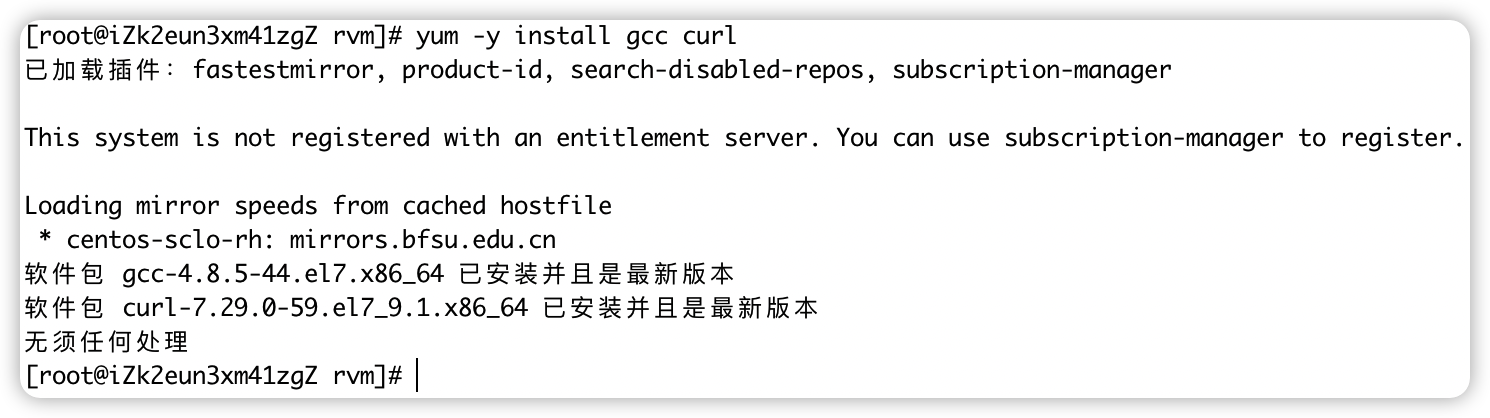 [root@iZk2eun3xm41zgZ rvm]# yum -y install gcc curl
已加载插件：fastestmirror, product-id, search-disabled-repos, subscription-manager
This system is not registered with an entitlement server. You can use subscription-manager to register.
Loading mirror speeds from cached hostfile
 * centos-sclo-rh: mirrors.bfsu.edu.cn
软件包 gcc-4.8.5-44.el7.x86_64 已安装并且是最新版本
软件包 curl-7.29.0-59.el7_9.1.x86_64 已安装并且是最新版本
无须任何处理
[root@iZk2eun3xm41zgZ rvm]#